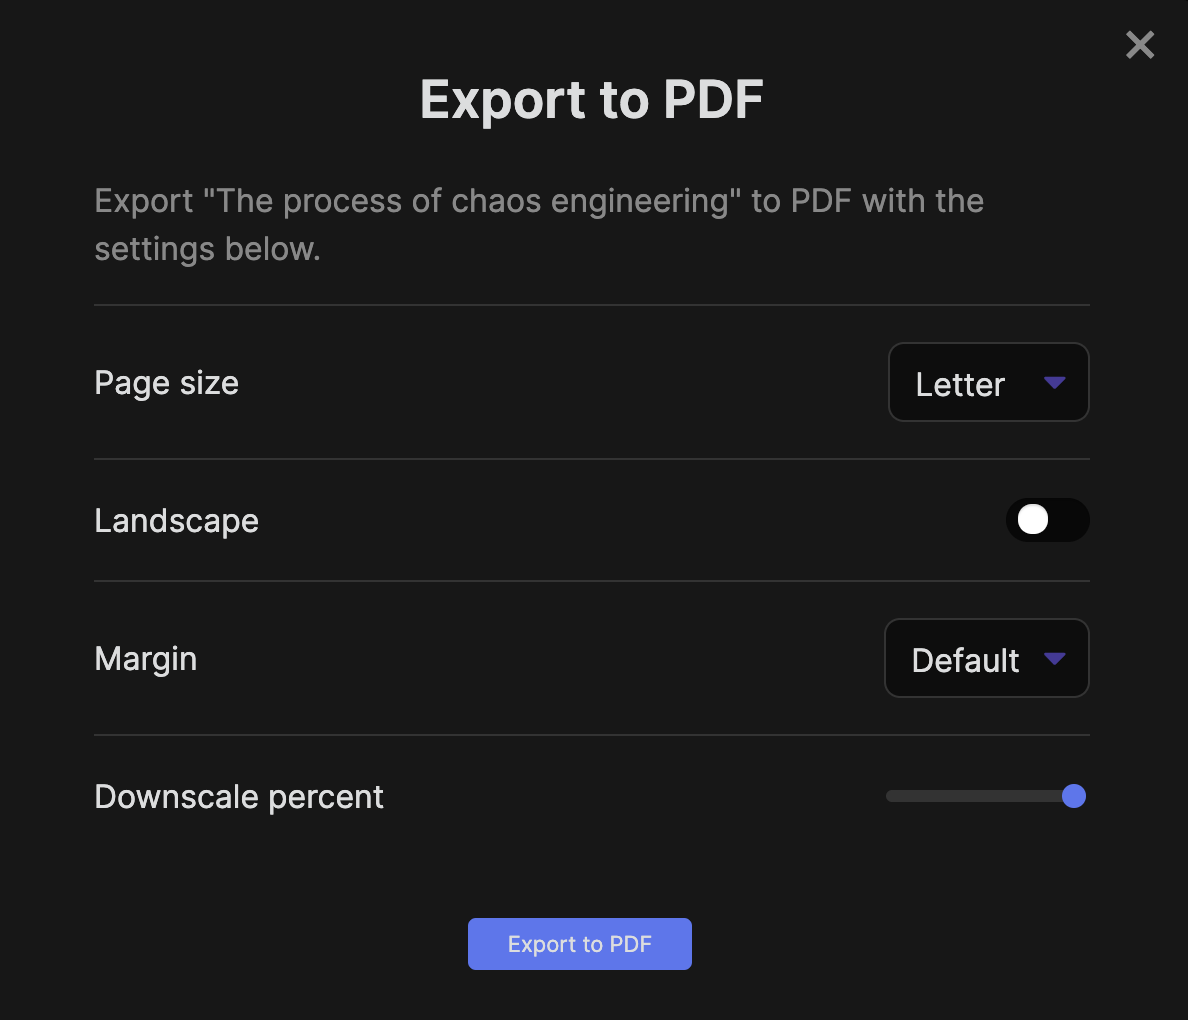 Export to PDF
Export "The process of chaos engineering" to PDF with the
settings below.
Page size
Letter
Landscape
Margin
Default
Downscale percent
Export to PDF